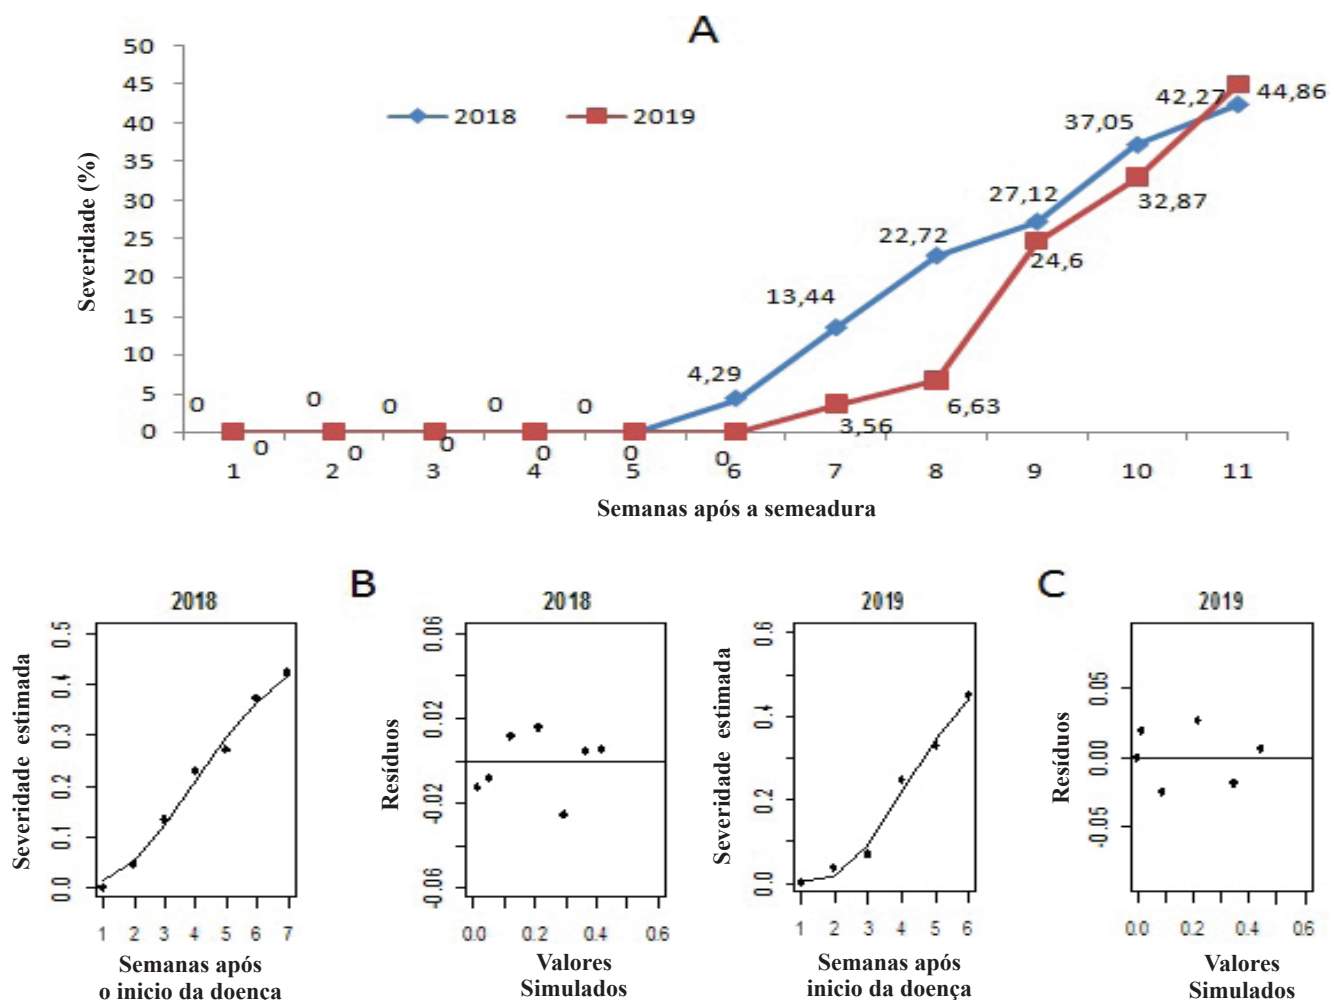 A
50
45
40
35
30
25
20
15
10
5
0
Severidade (%)
2018
2019
0 0 0 0 0 4,29 13,44 22,72 27,12 37,05 42,27
0 0 0 0 0 0 3,56 6,63 24,6 32,87 44,86
1 2 3 4 5 6 7 8 9 10 11
Semanas após a semeadura
B
2018
Severidade estimada
0.5
0.4
0.3
0.2
0.1
0.0
1 2 3 4 5 6 7
Semanas após
o inicio da doença
2018
Resíduos
0.06
0.02
-0.02
-0.06
0.0 0.2 0.4 0.6
Valores
Simulados
C
2019
Severidade estimada
0.6
0.4
0.2
0.0
1 2 3 4 5 6
Semanas após
inicio da doença
2019
Resíduos
0.05
0.00
-0.05
0.0 0.2 0.4 0.6
Valores
Simulados